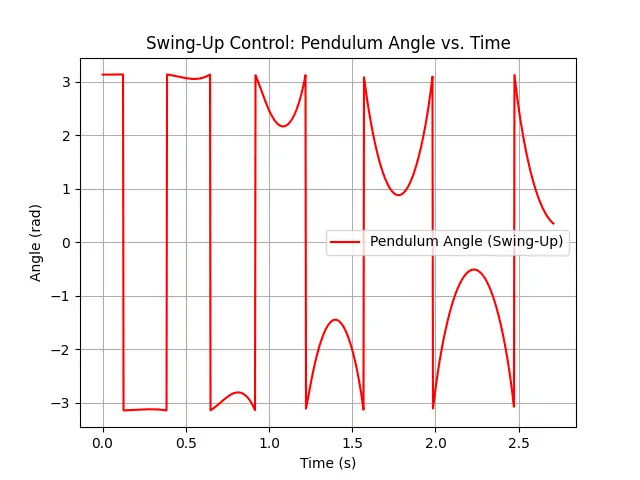 Swing-Up Control: Pendulum Angle vs. Time
3
2
1
0
−1
−2
−3
Angle (rad)
Pendulum Angle (Swing-Up)
0.0 0.5 1.0 1.5 2.0 2.5
Time (s)